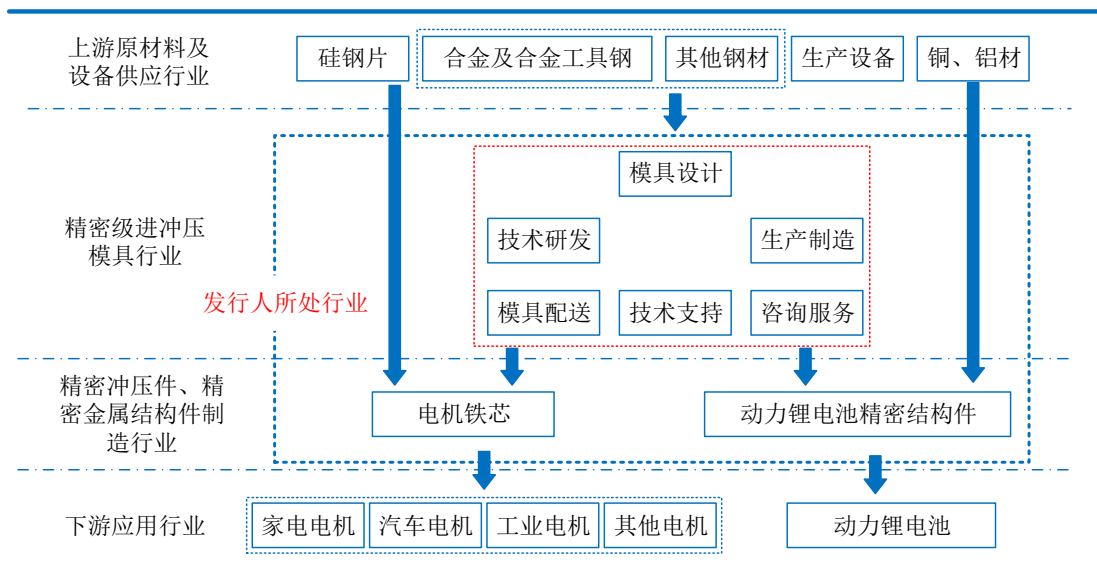 上游原材料及
设备供应行业
硅钢片
合金及合金工具钢
其他钢材
生产设备
铜、铝材
精密级进冲压
模具行业
模具设计
技术研发
生产制造
发行人所处行业
模具配送
技术支持
咨询服务
精密冲压件、精
密金属结构件制
造行业
电机铁芯
动力锂电池精密结构件
下游应用行业
家电电机
汽车电机
工业电机
其他电机
动力锂电池